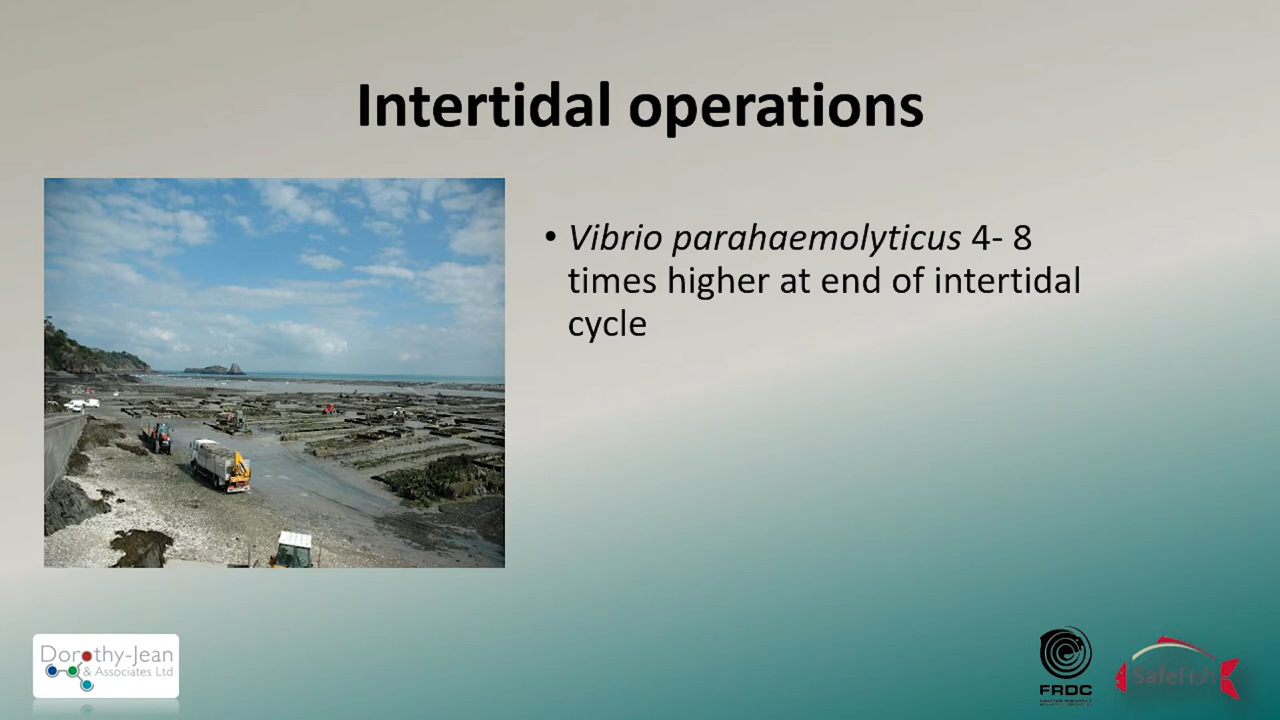 Intertidal operations
• Vibrio parahaemolyticus 4- 8
times higher at end of intertidal
cycle
Dorothy-Jean
& Associates Ltd
FRDC
SafeFish